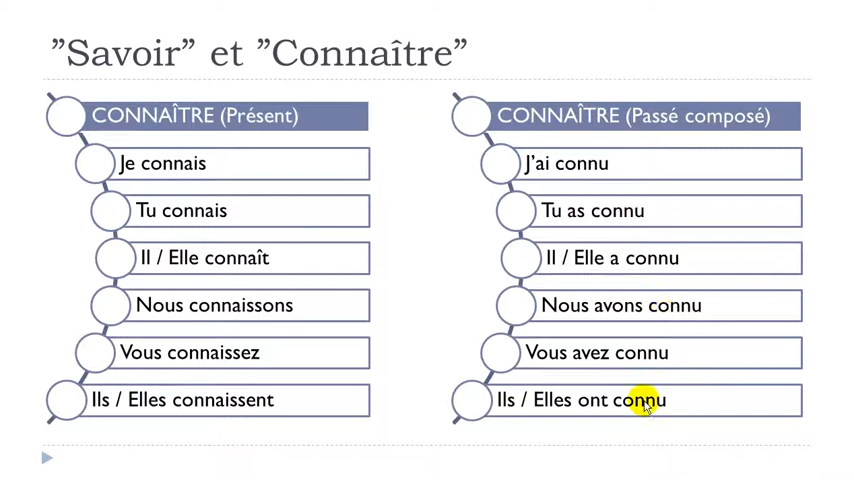 ”Savoir” et ”Connaître”
CONNAÎTRE (Présent)
Je connais
Tu connais
Il / Elle connaît
Nous connaissons
Vous connaissez
Ils / Elles connaissent
CONNAÎTRE (Passé composé)
J’ai connu
Tu as connu
Il / Elle a connu
Nous avons connu
Vous avez connu
Ils / Elles ont connu